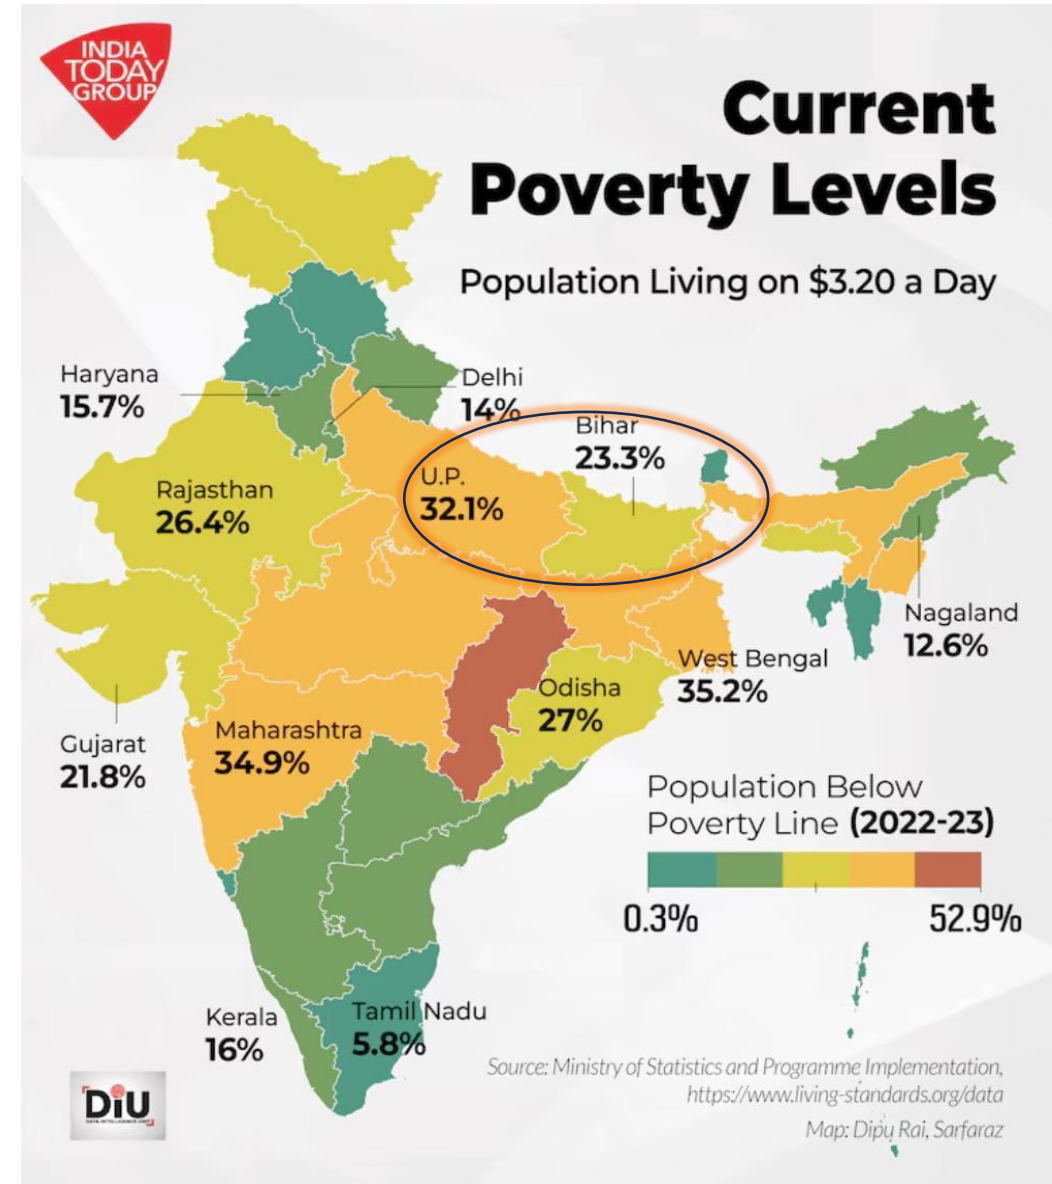 INDIA
TODAY
GROUP
Current
Poverty Levels
Population Living on $3.20 a Day
Haryana
15.7%
Delhi
14%
Bihar
23.3%
U.P.
32.1%
Rajasthan
26.4%
Nagaland
12.6%
West Bengal
35.2%
Odisha
27%
Gujarat
21.8%
Maharashtra
34.9%
Population Below
Poverty Line (2022-23)
0.3%
52.9%
Kerala
16%
Tamil Nadu
5.8%
Source: Ministry of Statistics and Programme Implementation,
https://www.living-standards.org/data
Map: Dipu Rai, Sarfaraz
DiU
DATA INTELLIGENCE UNIT